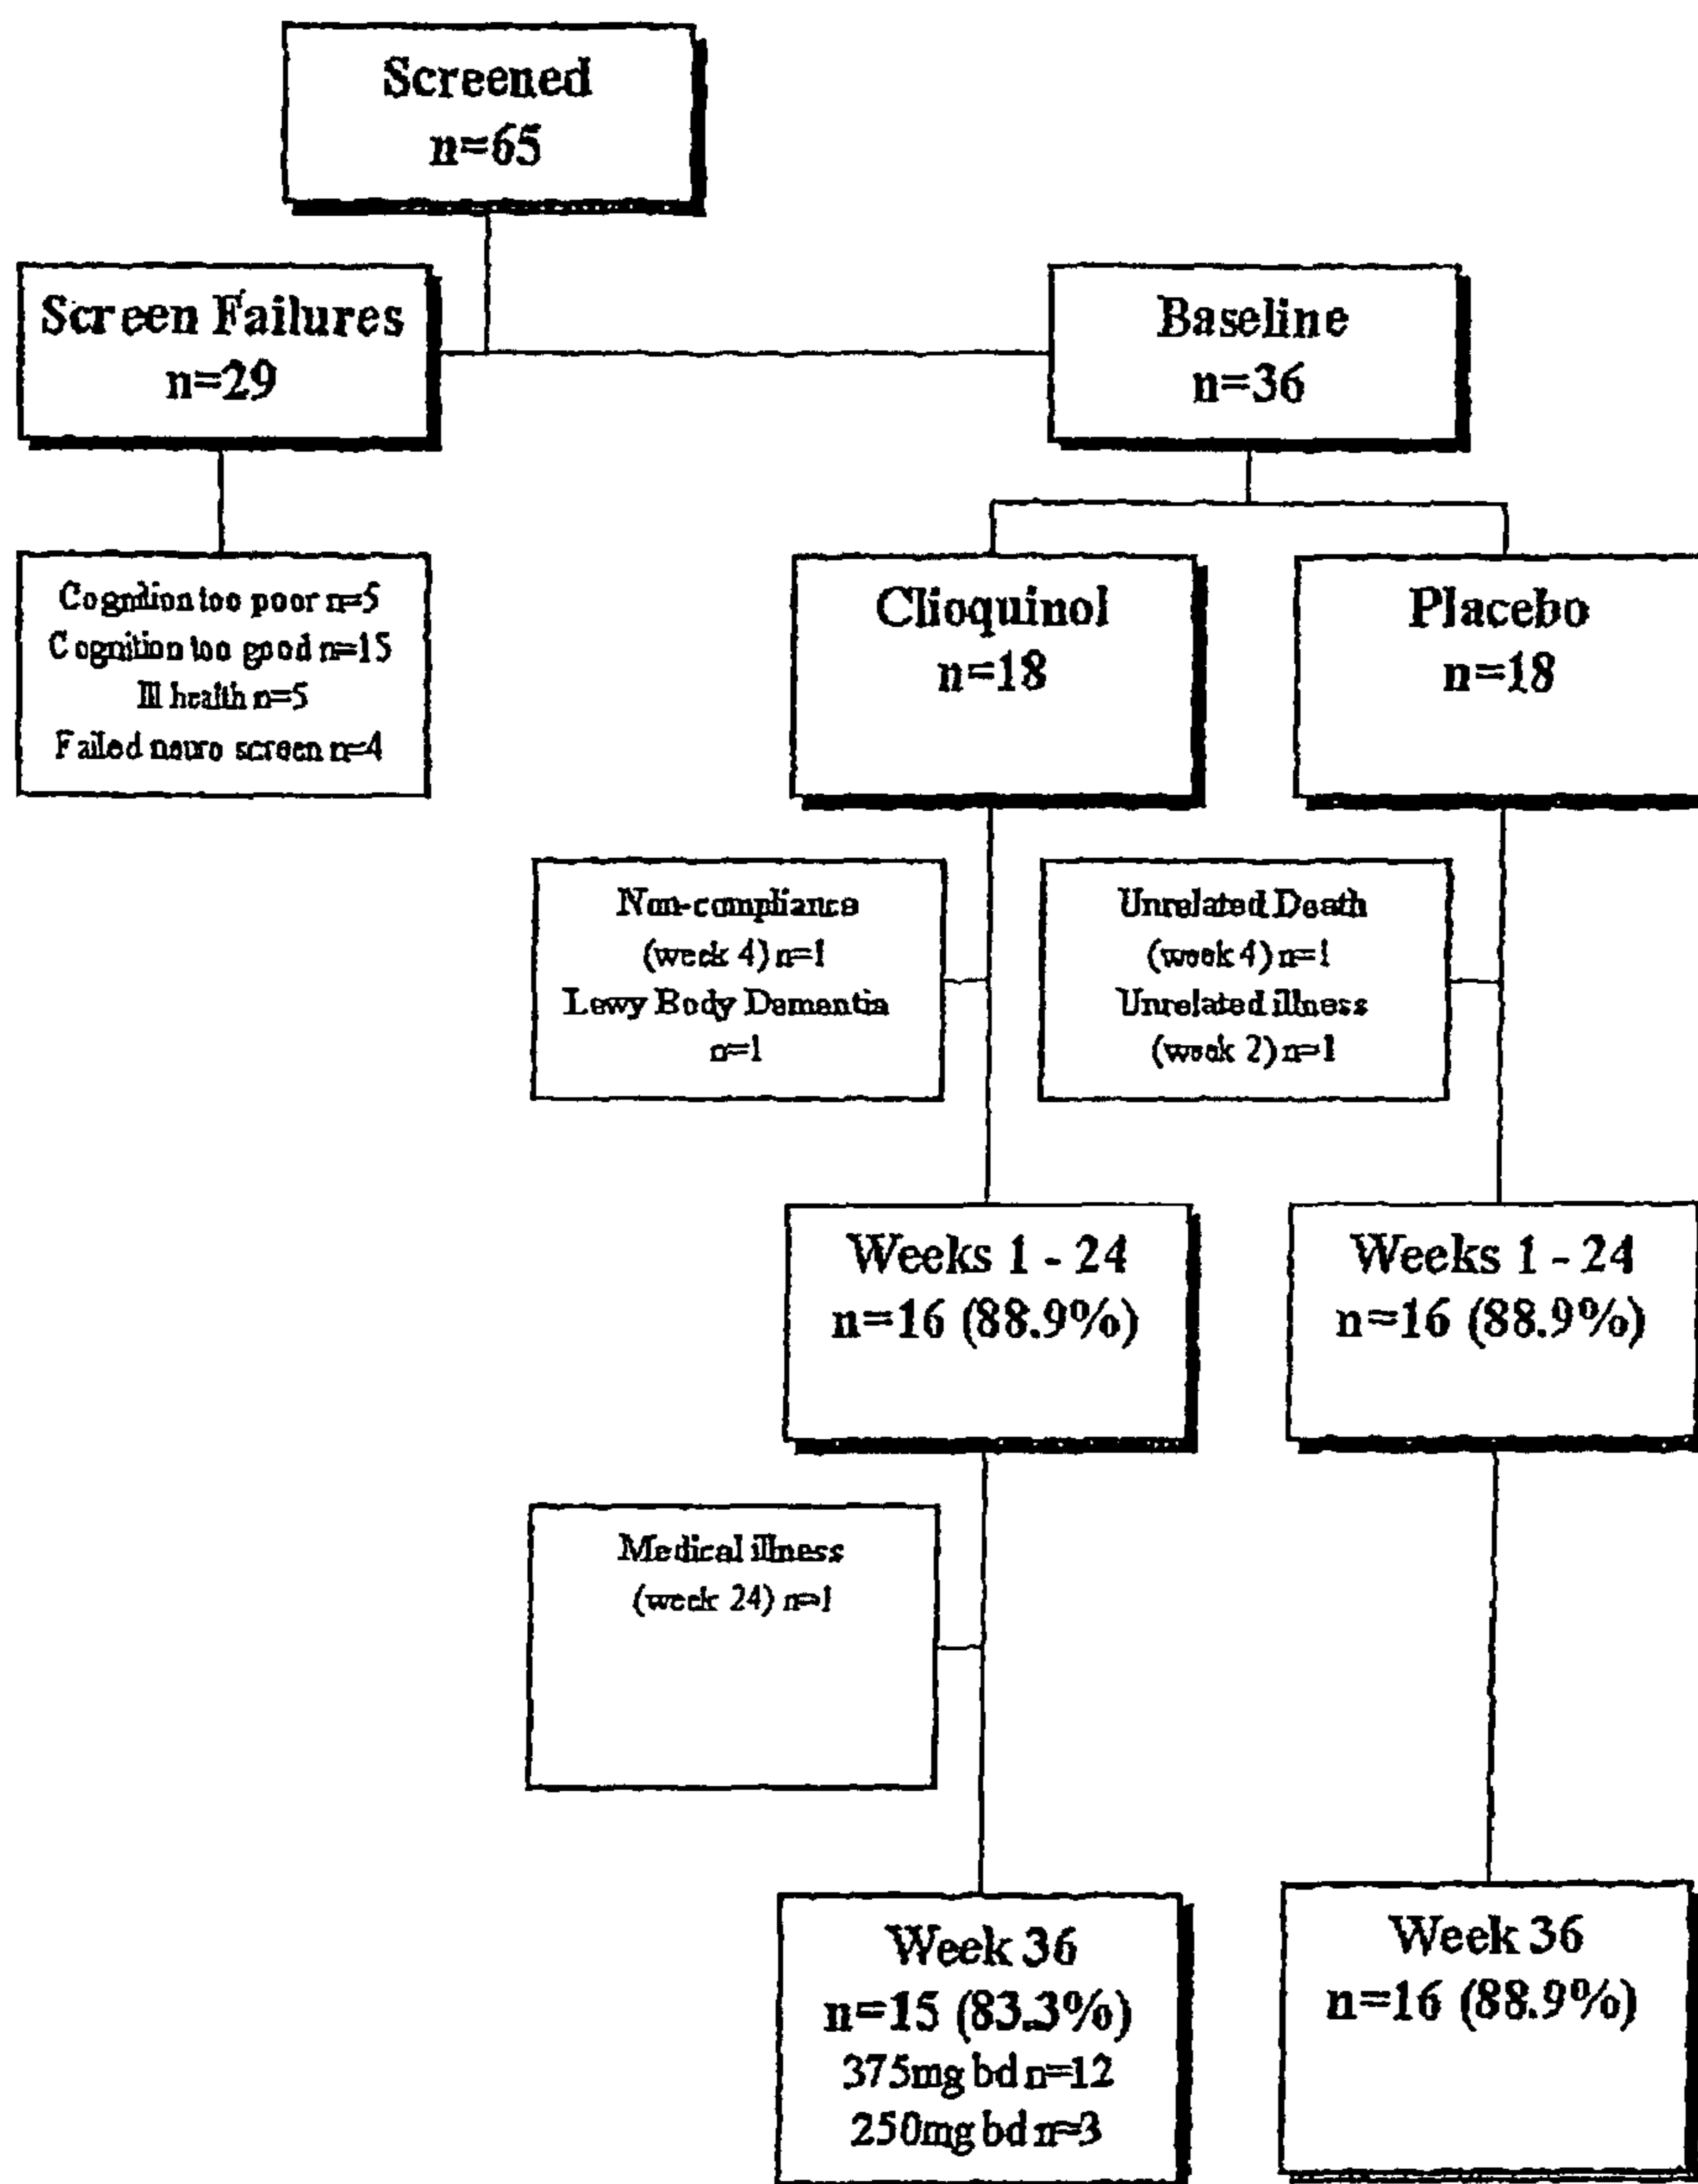 Screened
n=65
Screen Failures
n=29
Baseline
n=36
Cognition too poor n=5
Cognition too good n=15
Ill health n=5
Failed neuro screen n=4
Clioquinol
n=18
Placebo
n=18
Non-compliance
(week 4) n=1
Lewy Body Damentia
n=1
Unrelated Death
(week 4) n=1
Unrelated illness
(week 2) n=1
Weeks 1 - 24
n=16 (88.9%)
Weeks 1 - 24
n=16 (88.9%)
Medical illness
(week 24) n=1
Week 36
n=15 (83.3%)
375mg bd n=12
250mg bd n=3
Week 36
n=16 (88.9%)